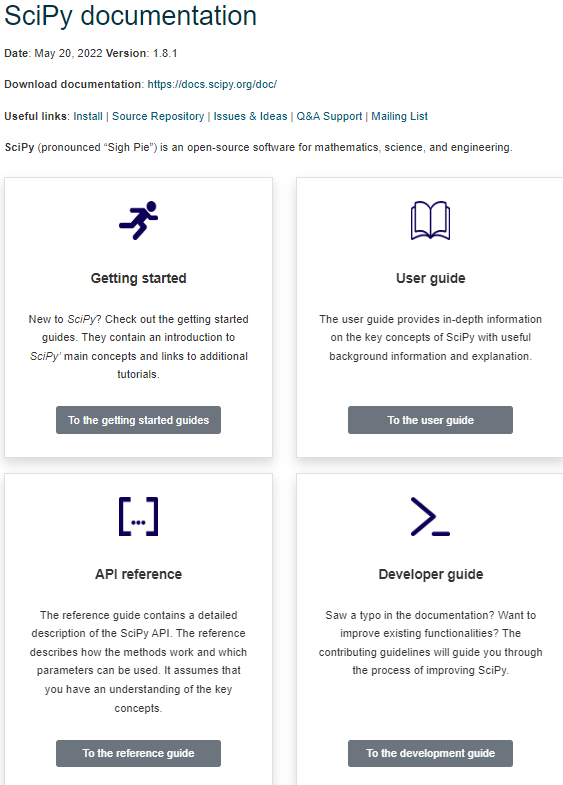 SciPy documentation
Date: May 20, 2022 Version: 1.8.1
Download documentation: https://docs.scipy.org/doc/
Useful links: Install | Source Repository | Issues & Ideas | Q&A Support | Mailing List
SciPy (pronounced “Sigh Pie”) is an open-source software for mathematics, science, and engineering.
Getting started
New to SciPy? Check out the getting started
guides. They contain an introduction to
SciPy’ main concepts and links to additional
tutorials.
To the getting started guides
User guide
The user guide provides in-depth information
on the key concepts of SciPy with useful
background information and explanation.
To the user guide
API reference
The reference guide contains a detailed
description of the SciPy API. The reference
describes how the methods work and which
parameters can be used. It assumes that
you have an understanding of the key
concepts.
To the reference guide
Developer guide
Saw a typo in the documentation? Want to
improve existing functionalities? The
contributing guidelines will guide you through
the process of improving SciPy.
To the development guide